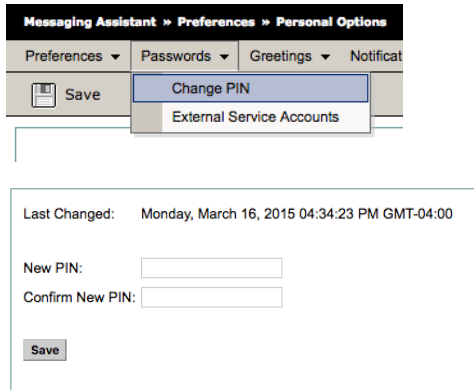 Messaging Assistant » Preferences » Personal Options
Preferences Passwords Greetings Notificat
Save Change PIN
External Service Accounts
Last Changed: Monday, March 16, 2015 04:34:23 PM GMT-04:00
New PIN:
Confirm New PIN:
Save